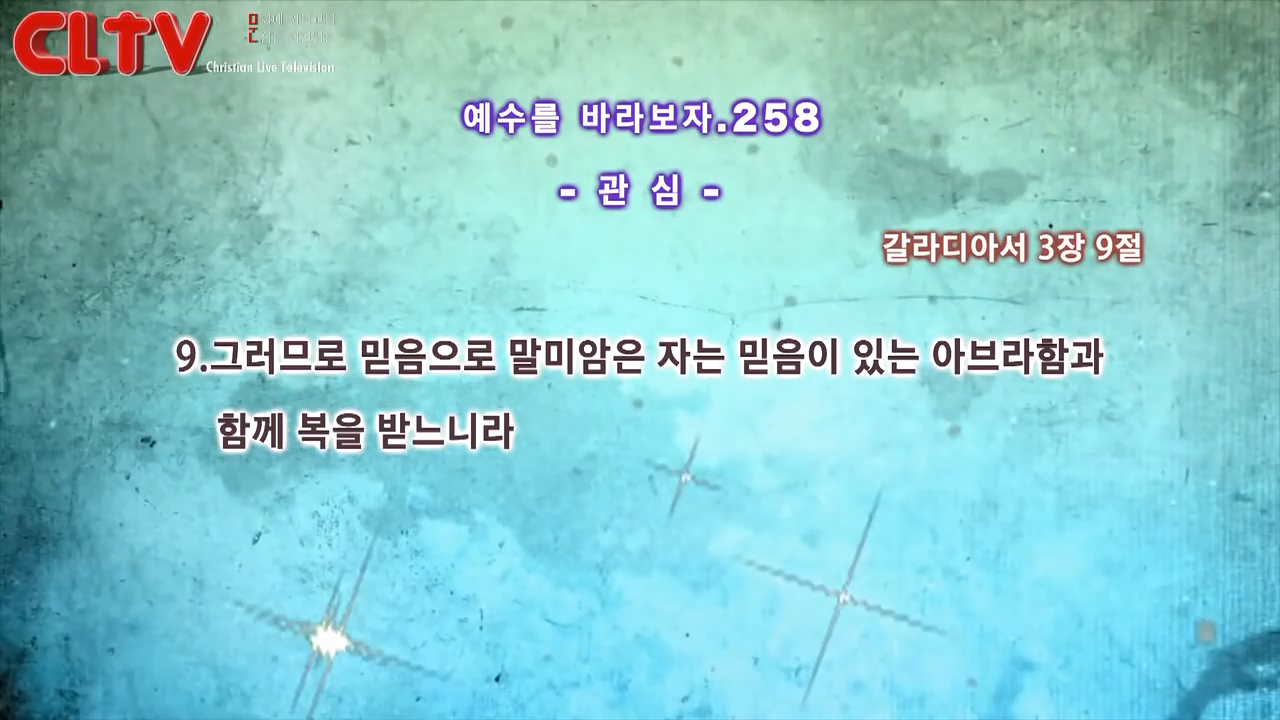 CLTV
Christian Live Television
예수를 바라보자.258
- 관 심 -
갈라디아서 3장 9절
9.그러므로 믿음으로 말미암은 자는 믿음이 있는 아브라함과
함께 복을 받느니라